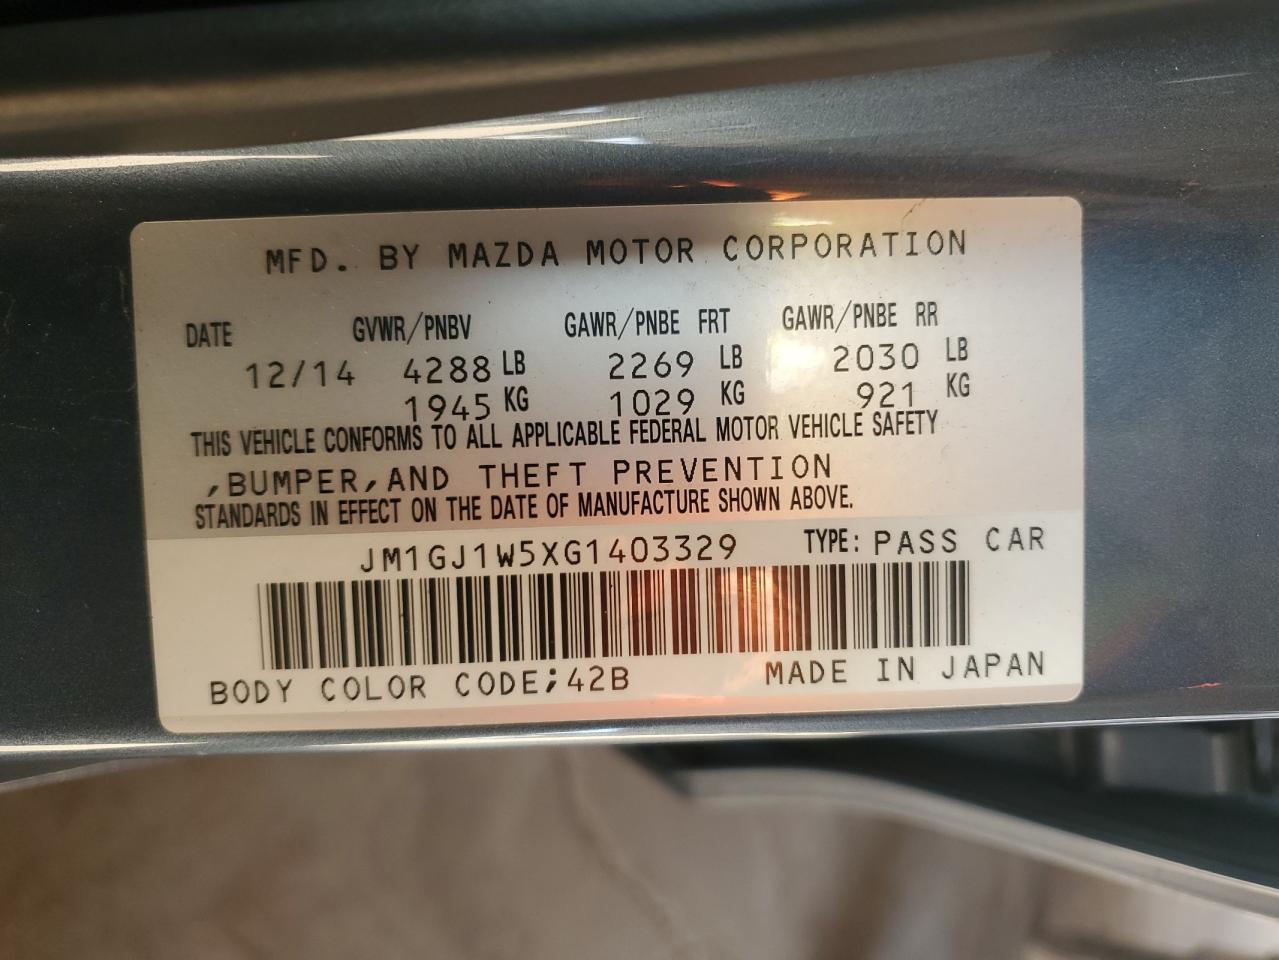 MFD. BY MAZDA MOTOR CORPORATION
DATE GVWR/PNBV GAWR/PNBE FRT GAWR/PNBE RR
12/14 4288 LB 2269 LB 2030 LB
1945 KG 1029 KG 921 KG
THIS VEHICLE CONFORMS TO ALL APPLICABLE FEDERAL MOTOR VEHICLE SAFETY
,BUMPER,AND THEFT PREVENTION
STANDARDS IN EFFECT ON THE DATE OF MANUFACTURE SHOWN ABOVE.
JM1GJ1W5XG1403329 TYPE: PASS CAR
BODY COLOR CODE;42B MADE IN JAPAN